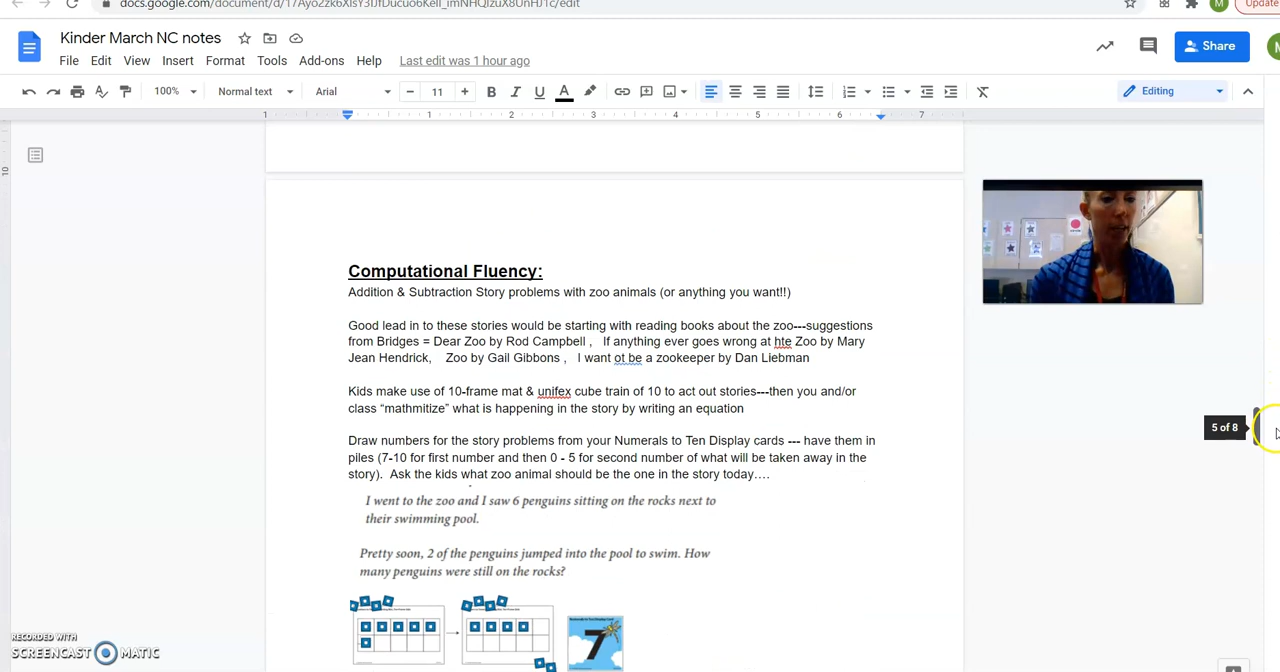 docs.google.com/document/d/
Update
Kinder March NC notes
File Edit View Insert Format Tools Add-ons Help Last edit was 1 hour ago
Share
100% Normal text Arial 11 B I U A Editing
1 1 2 3 4 5 6 7
Computational Fluency:
Addition & Subtraction Story problems with zoo animals (or anything you want!!)
Good lead in to these stories would be starting with reading books about the zoo---suggestions
from Bridges = Dear Zoo by Rod Campbell , If anything ever goes wrong at hte Zoo by Mary
Jean Hendrick, Zoo by Gail Gibbons , I want ot be a zookeeper by Dan Liebman
Kids make use of 10-frame mat & unifex cube train of 10 to act out stories---then you and/or
class “mathmitize” what is happening in the story by writing an equation
5 of 8
Draw numbers for the story problems from your Numerals to Ten Display cards --- have them in
piles (7-10 for first number and then 0 - 5 for second number of what will be taken away in the
story). Ask the kids what zoo animal should be the one in the story today….
I went to the zoo and I saw 6 penguins sitting on the rocks next to
their swimming pool.
Pretty soon, 2 of the penguins jumped into the pool to swim. How
many penguins were still on the rocks?
7
RECORDED WITH
SCREENCAST MATIC